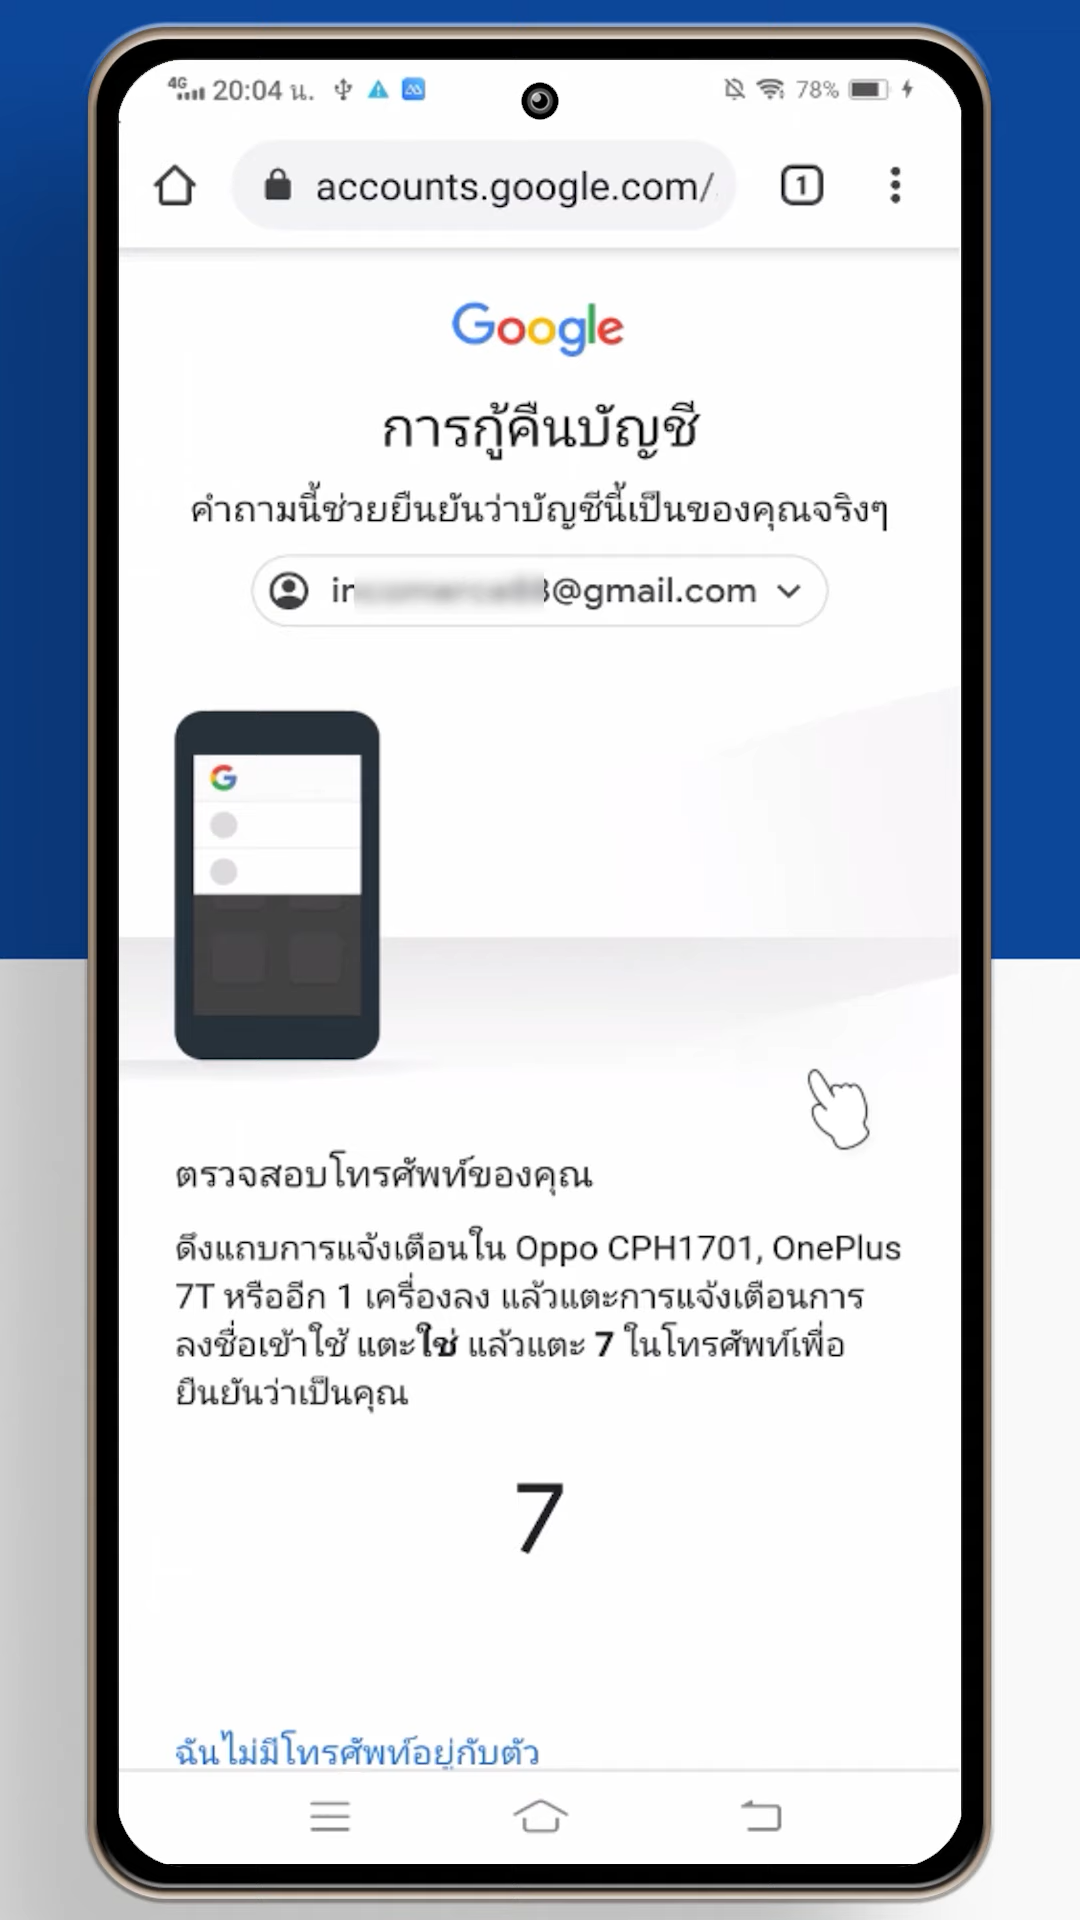 4G 20:04 น. 78%
accounts.google.com/
1
Google
การกู้คืนบัญชี
คำถามนี้ช่วยยืนยันว่าบัญชีนี้เป็นของคุณจริงๆ
@gmail.com
G
ตรวจสอบโทรศัพท์ของคุณ
ดึงแถบการแจ้งเตือนใน Oppo CPH1701, OnePlus
7T หรืออีก 1 เครื่องลง แล้วแตะการแจ้งเตือนการ
ลงชื่อเข้าใช้ แตะใช่ แล้วแตะ 7 ในโทรศัพท์เพื่อ
ยืนยันว่าเป็นคุณ
7
ฉันไม่มีโทรศัพท์อยู่กับตัว